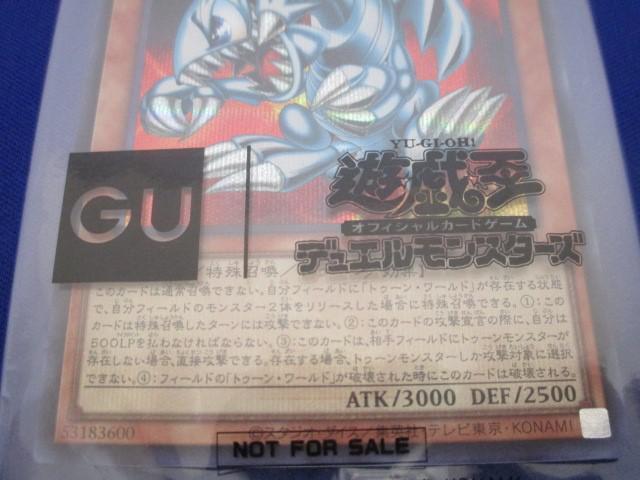 GU
YU-GI-OH!
遊戯王
オフィシャルカードゲーム
デュエルモンスターズ
特殊召喚
このカードは通常召喚できない。自分フィールドに「トゥーン・ワールド」が存在する状態
で、自分フィールドのモンスター2体をリリースした場合に特殊召喚できる。①:この
カードは特殊召喚したターンには攻撃できない。②:このカードの攻撃宣言の際に、自分は
500LPを払わなければならない。③:このカードは、相手フィールドにトゥーンモンスターが
存在しない場合、直接攻撃できる。存在する場合、トゥーンモンスターしか攻撃対象に選択
できない。④:フィールドの「トゥーン・ワールド」が破壊された時にこのカードは破壊される。
ATK/3000 DEF/2500
53183600
©スタジオ・ダイス/集英社・テレビ東京・KONAMI
NOT FOR SALE